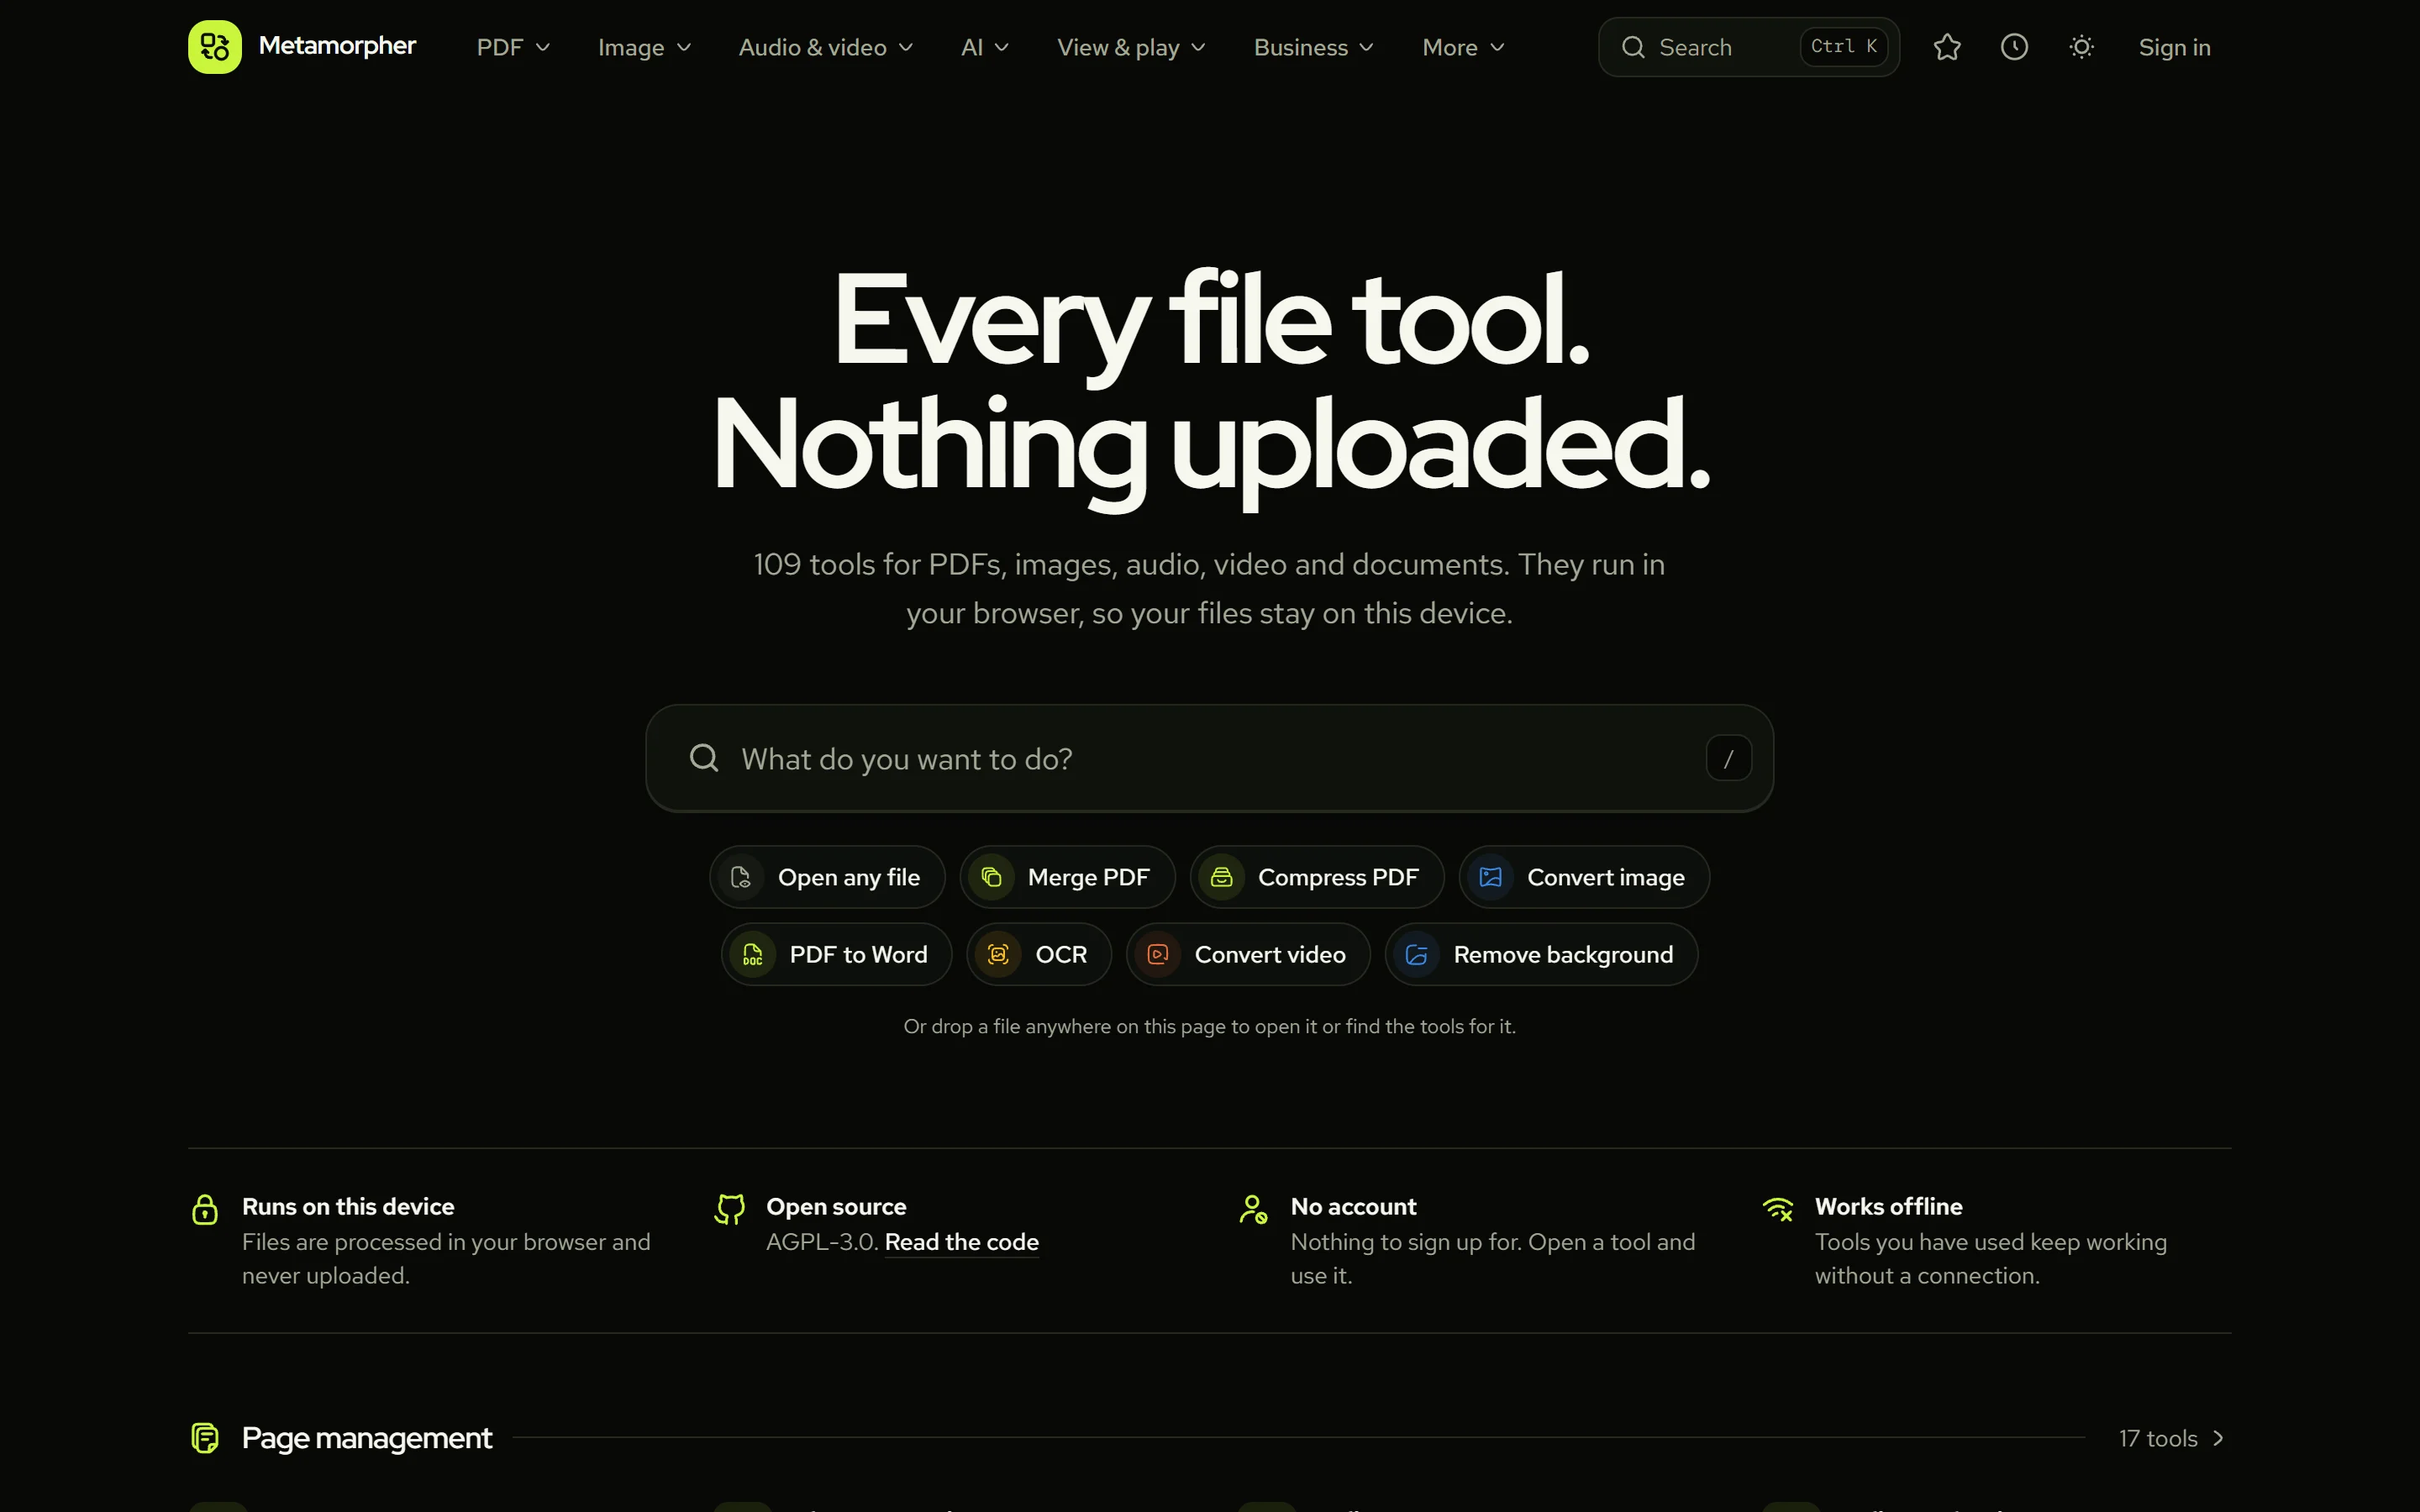 Metamorpher
PDF
Image
Audio & video
AI
View & play
Business
More
Search
Ctrl K
Sign in
Every file tool.
Nothing uploaded.
109 tools for PDFs, images, audio, video and documents. They run in
your browser, so your files stay on this device.
What do you want to do?
/
Open any file
Merge PDF
Compress PDF
Convert image
DOC
PDF to Word
OCR
Convert video
Remove background
Or drop a file anywhere on this page to open it or find the tools for it.
Runs on this device
Files are processed in your browser and
never uploaded.
Open source
AGPL-3.0. Read the code
No account
Nothing to sign up for. Open a tool and
use it.
Works offline
Tools you have used keep working
without a connection.
Page management
17 tools